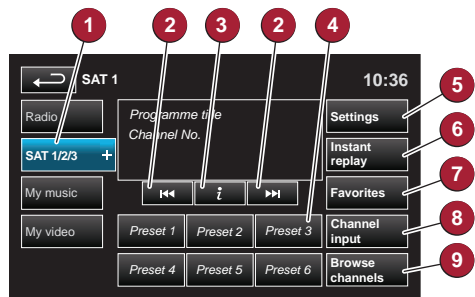 1
2
3
2
4
SAT 1
10:36
Radio
Programme title
Channel No.
Settings
5
SAT 1/2/3 +
Instant
replay
6
My music
i
Favorites
7
My video
Preset 1
Preset 2
Preset 3
Channel
input
8
Preset 4
Preset 5
Preset 6
Browse
channels
9